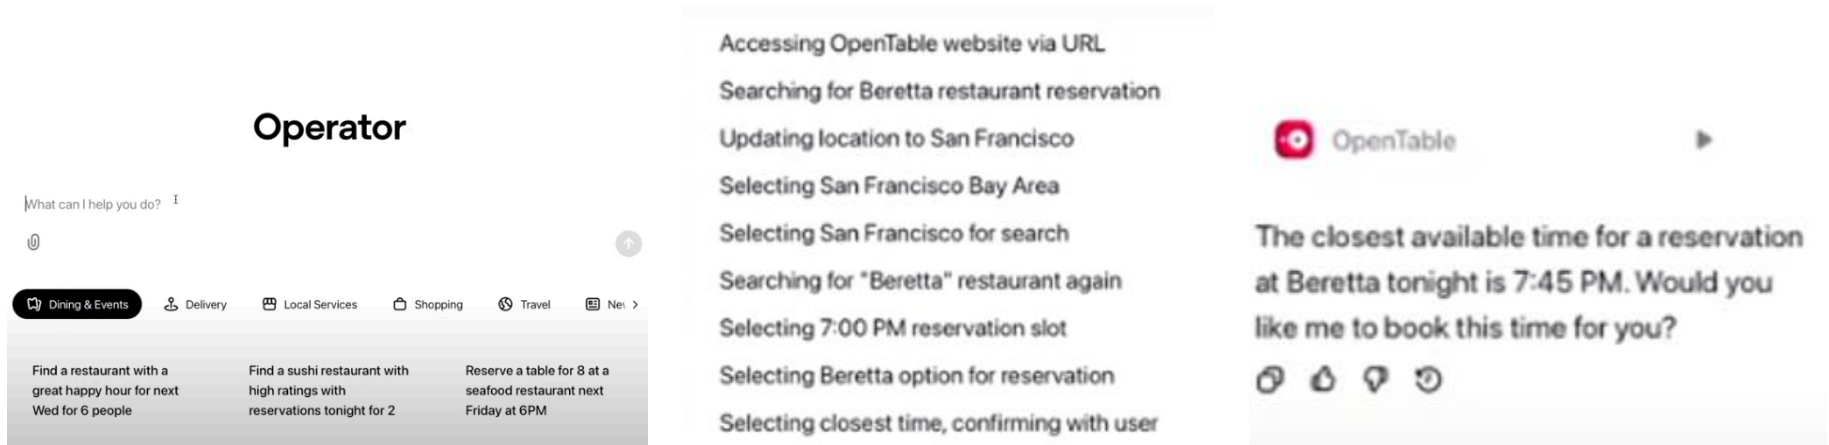 Operator
What can I help you do?
Dining & Events
Delivery
Local Services
Shopping
Travel
Find a restaurant with a
great happy hour for next
Wed for 6 people
Find a sushi restaurant with
high ratings with
reservations tonight for 2
Reserve a table for 8 at a
seafood restaurant next
Friday at 6PM
Accessing OpenTable website via URL
Searching for Beretta restaurant reservation
Updating location to San Francisco
Selecting San Francisco Bay Area
Selecting San Francisco for search
Searching for "Beretta" restaurant again
Selecting 7:00 PM reservation slot
Selecting Beretta option for reservation
Selecting closest time, confirming with user
OpenTable
The closest available time for a reservation
at Beretta tonight is 7:45 PM. Would you
like me to book this time for you?